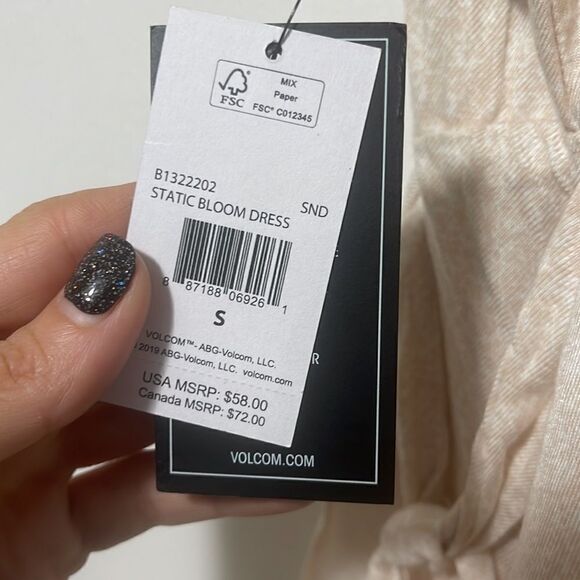 FSC
MIX
Paper
FSC® C012345
B1322202
STATIC BLOOM DRESS
SND
8 87188 06926 1
S
VOLCOM™- ABG-Volcom, LLC.
2019 ABG-Volcom, LLC. volcom.com
USA MSRP: $58.00
Canada MSRP: $72.00
R
VOLCOM.COM